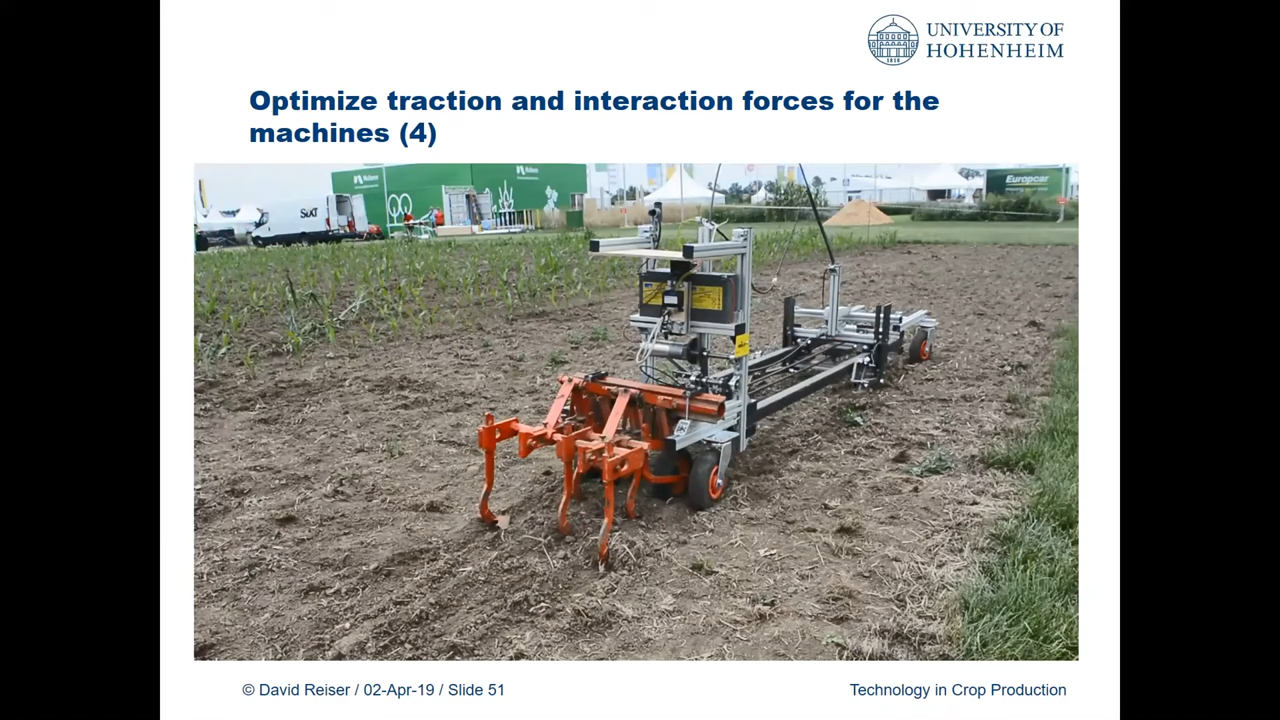 UNIVERSITY OF
HOHENHEIM
1818
Optimize traction and interaction forces for the
machines (4)
SIXT
Europcar
© David Reiser / 02-Apr-19 / Slide 51
Technology in Crop Production